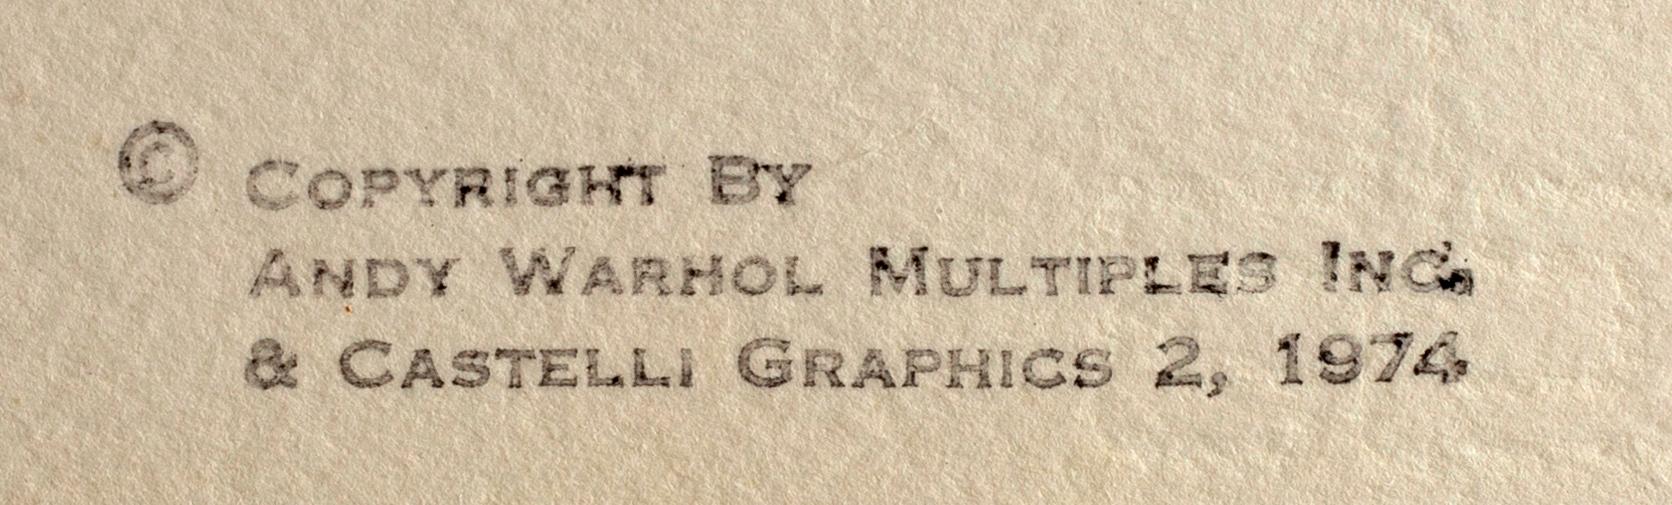 © Copyright By
Andy Warhol Multiples Inc,
& Castelli Graphics 2, 1974